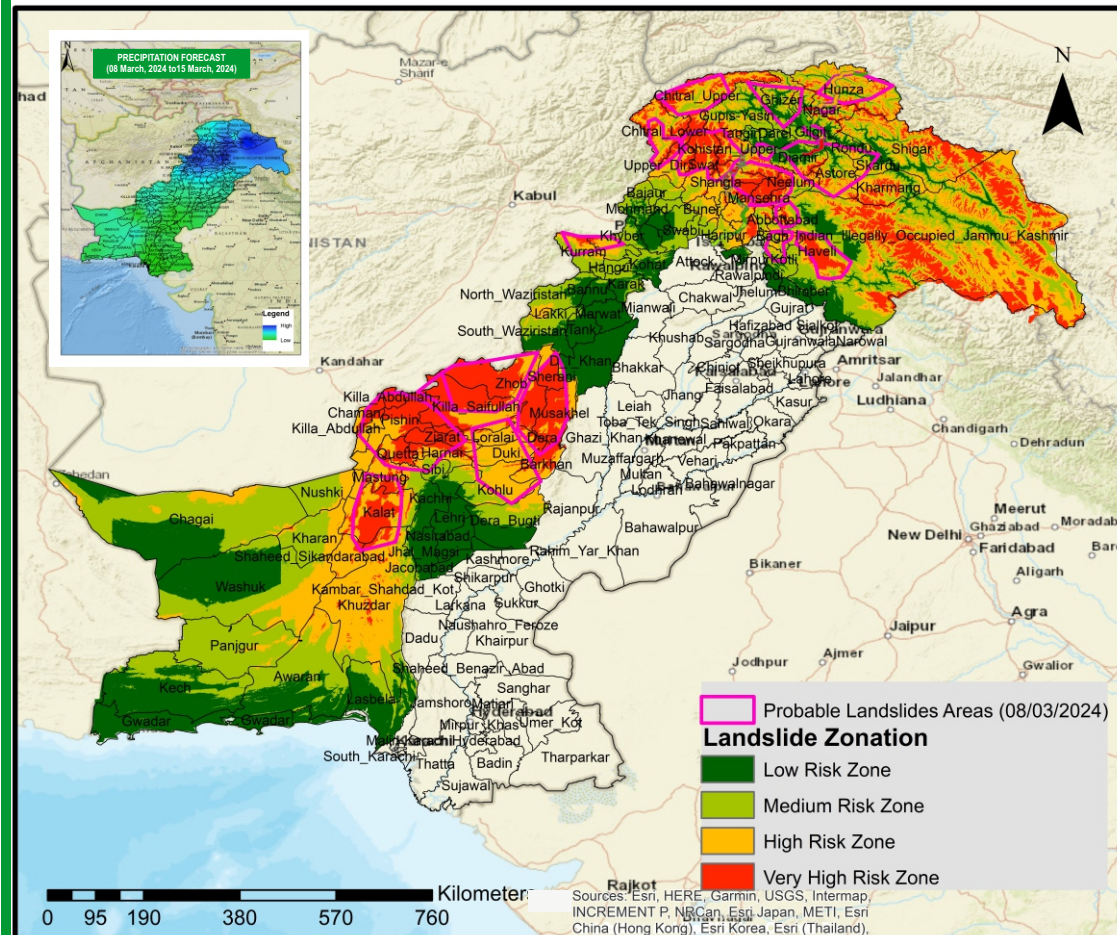 PRECIPITATION FORECAST
(08 March, 2024 to15 March, 2024)
N
AFGHANISTAN
Legend
High
Low
N
Mazar-e
Sharif
Kabul
Kandahar
Chitral_Upper
Ghizer
Hunza
Gupis-Yasin
Nagar
Chitral_Lower
Tangir
Darel
Gilgit
Kohistan_Upper
Rondu
Shigar
Upper_Dir
Swat
Diamir
Skardu
Astore
Shangla
Neelum
Kharmang
Bajaur
Mansehra
Mohmand
Buner
Abbottabad
Swabi
Khyber
Haripur
Bagh
Indian_Illegally_Occupied_Jammu_Kashmir
Haveli
Kurram
Kohat
Attock
Mirpur
Kotli
Hangu
Rawalpindi
Karak
Bannu
Jhelum
Bhimber
North_Waziristan
Chakwal
Lakki_Marwat
Mianwali
Gujrat
South_Waziristan
Tank
Hafizabad
Sialkot
Khushab
Sargodha
Gujranwala
Narowal
D_I_Khan
Bhakkar
Chiniot
Sheikhupura
Amritsar
Zhob
Sherani
Faisalabad
Lahore
Jalandhar
Killa_Abdullah
Jhang
Kasur
Ludhiana
Chaman
Pishin
Killa_Saifullah
Musakhel
Leiah
Killa_Abdullah
Toba_Tek_Singh
Sahiwal
Okara
Chandigarh
Ziarat
Loralai
Dera_Ghazi_Khan
Khanewal
Pakpattan
Dehradun
Quetta
Harnai
Duki
Muzaffargarh
Vehari
Sibi
Barkhan
Multan
Mastung
Kohlu
Lodhran
Bahawalnagar
Nushki
Kachhi
Rajanpur
Chagai
Kalat
Lehri
Dera_Bugti
Bahawalpur
Meerut
Kharan
Nasirabad
Ghaziabad
New Delhi
Faridabad
Shaheed_Sikandarabad
Jhal_Magsi
Rahim_Yar_Khan
Jacobabad
Kashmore
Bikaner
Aligarh
Washuk
Shikarpur
Kambar_Shahdad_Kot
Ghotki
Khuzdar
Larkana
Sukkur
Agra
Naushahro_Feroze
Jaipur
Panjgur
Dadu
Khairpur
Jodhpur
Ajmer
Gwalior
Awaran
Shaheed_Benazir_Abad
Kech
Sanghar
Lasbela
Jamshoro
Matiari
Gwadar
Gwadar
Hyderabad
Mirpur_Khas
Umer_Kot
Hyderabad
South_Karachi
Thatta
Badin
Tharparkar
Sujawal
Probable Landslides Areas (08/03/2024)
Landslide Zonation
Low Risk Zone
Medium Risk Zone
High Risk Zone
Very High Risk Zone
Kilometers
0 95 190 380 570 760
Rajkot
Sources: Esri, HERE, Garmin, USGS, Intermap,
INCREMENT P, NRCan, Esri Japan, METI, Esri
China (Hong Kong), Esri Korea, Esri (Thailand),